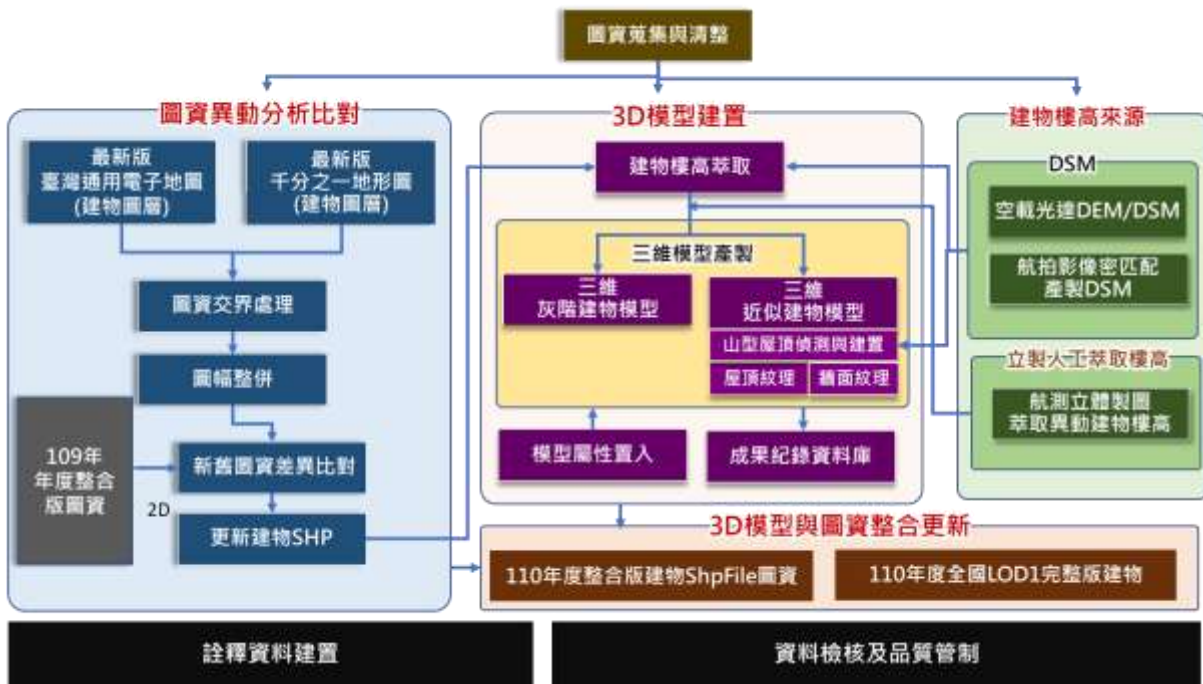 圖資蒐集與清整
圖資異動分析比對
最新版
臺灣通用電子地圖
(建物圖層)
最新版
千分之一地形圖
(建物圖層)
圖資交界處理
圖幅整併
109年
年度整合
版圖資
2D
新舊圖資差異比對
更新建物SHP
3D模型建置
建物樓高萃取
三維模型產製
三維
灰階建物模型
三維
近似建物模型
山型屋頂偵測與建置
屋頂紋理
牆面紋理
模型屬性置入
成果紀錄資料庫
建物樓高來源
DSM
空載光達DEM/DSM
航拍影像密匹配
產製DSM
立製人工萃取樓高
航測立體製圖
萃取異動建物樓高
3D模型與圖資整合更新
110年度整合版建物ShpFile圖資
110年度全國LOD1完整版建物
詮釋資料建置
資料檢核及品質管制